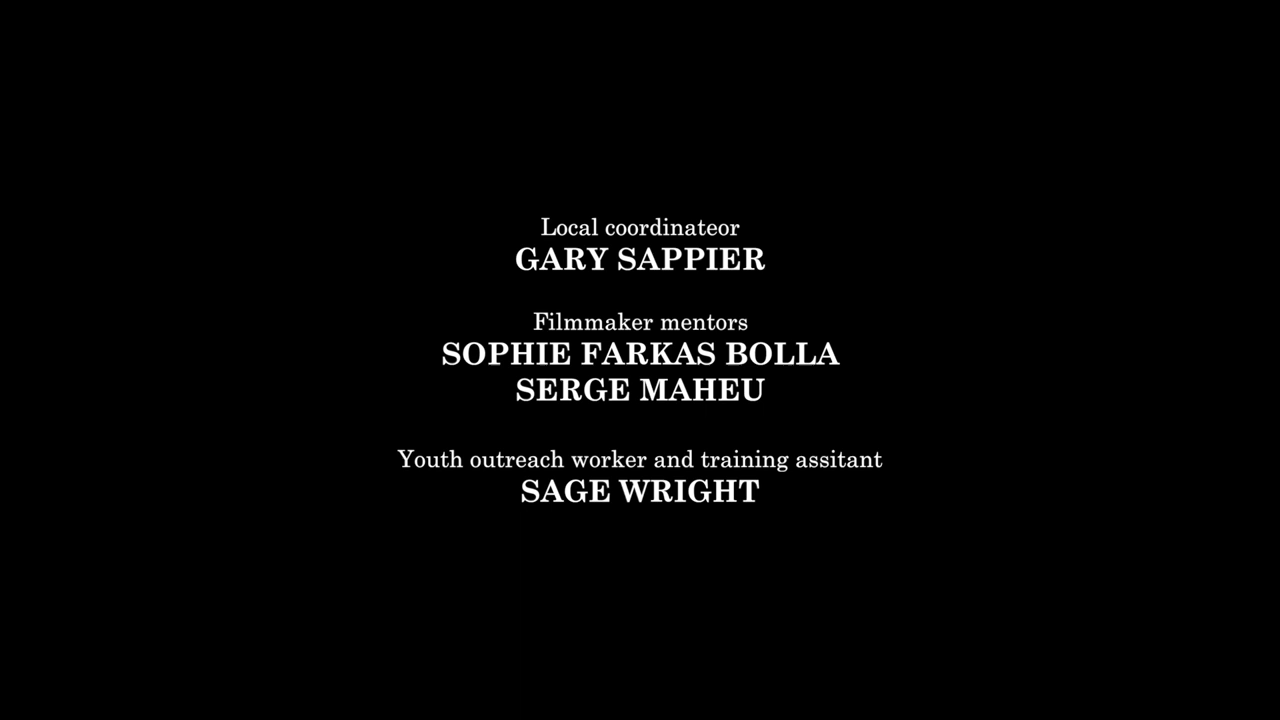 Local coordinateor
GARY SAPPIER
Filmmaker mentors
SOPHIE FARKAS BOLLA
SERGE MAHEU
Youth outreach worker and training assitant
SAGE WRIGHT